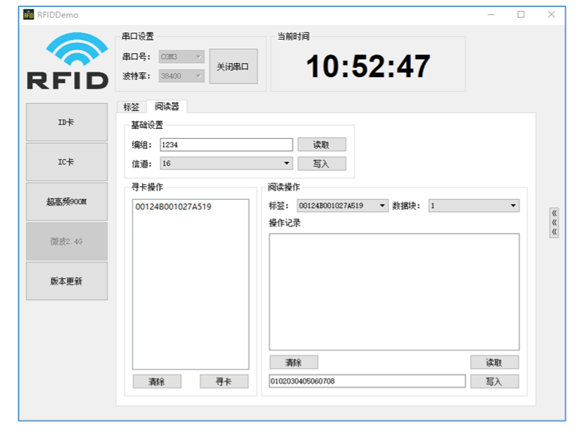 RFIDDemo
RFID
串口设置
串口号: COM3
波特率: 38400
关闭串口
当前时间
10:52:47
ID卡
IC卡
超高频900M
微波2.4G
版本更新
标签 阅读器
基础设置
编组: 1234 读取
信道: 16 写入
寻卡操作
00124B001027A519
清除 寻卡
阅读操作
标签: 00124B001027A519 数据块: 1
操作记录
清除 读取
0102030405060708 写入